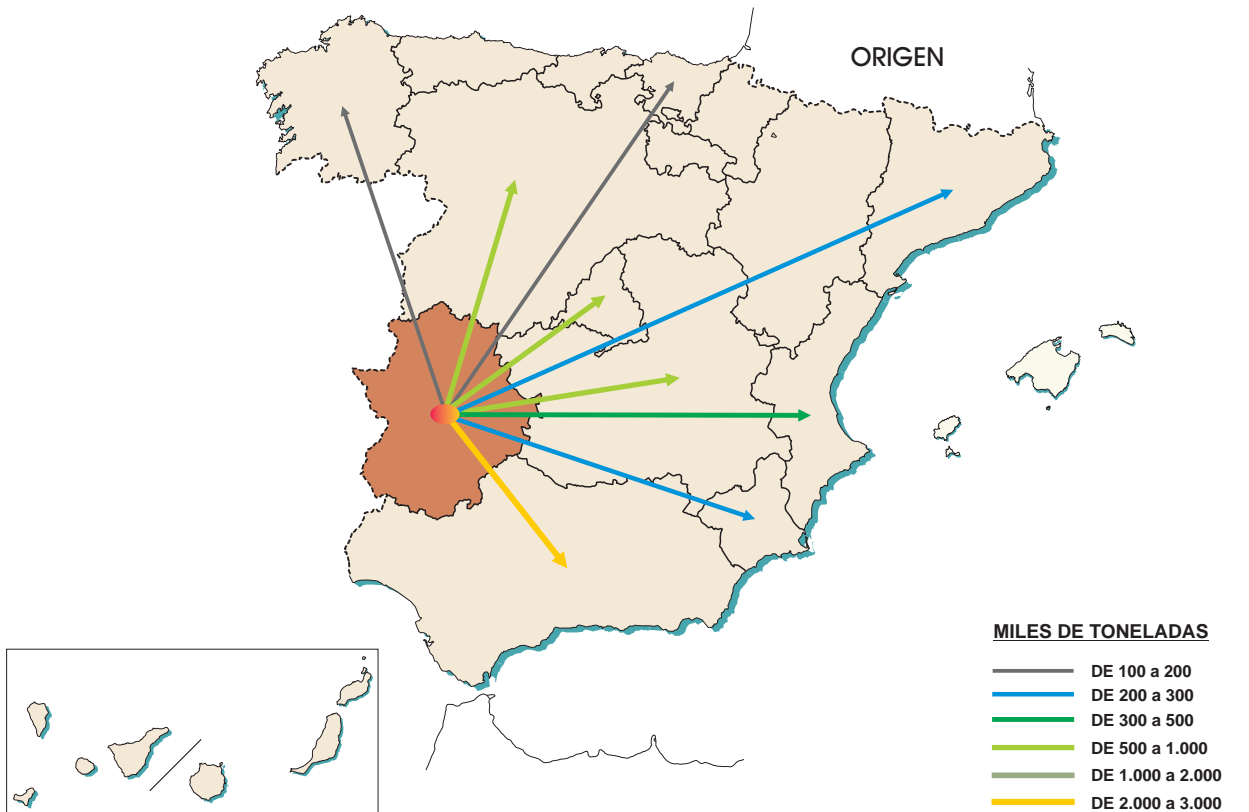 ORIGEN
MILES DE TONELADAS
DE 100 a 200
DE 200 a 300
DE 300 a 500
DE 500 a 1.000
DE 1.000 a 2.000
DE 2.000 a 3.000